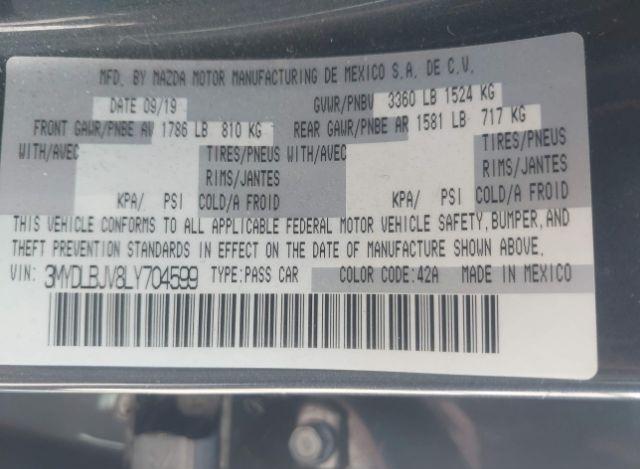 MFD. BY MAZDA MOTOR MANUFACTURING DE MEXICO S.A. DE C.V.
DATE 09/19 GVWR/PNBV 3360 LB 1524 KG
FRONT GAWR/PNBE AV 1786 LB 810 KG REAR GAWR/PNBE AR 1581 LB 717 KG
WITH/AVEC TIRES/PNEUS WITH/AVEC TIRES/PNEUS
RIMS/JANTES RIMS/JANTES
KPA/ PSI COLD/A FROID KPA/ PSI COLD/A FROID
THIS VEHICLE CONFORMS TO ALL APPLICABLE FEDERAL MOTOR VEHICLE SAFETY, BUMPER, AND
THEFT PREVENTION STANDARDS IN EFFECT ON THE DATE OF MANUFACTURE SHOWN ABOVE.
VIN: 3MYDLBJV8LY704599 TYPE:PASS CAR COLOR CODE:42A MADE IN MEXICO